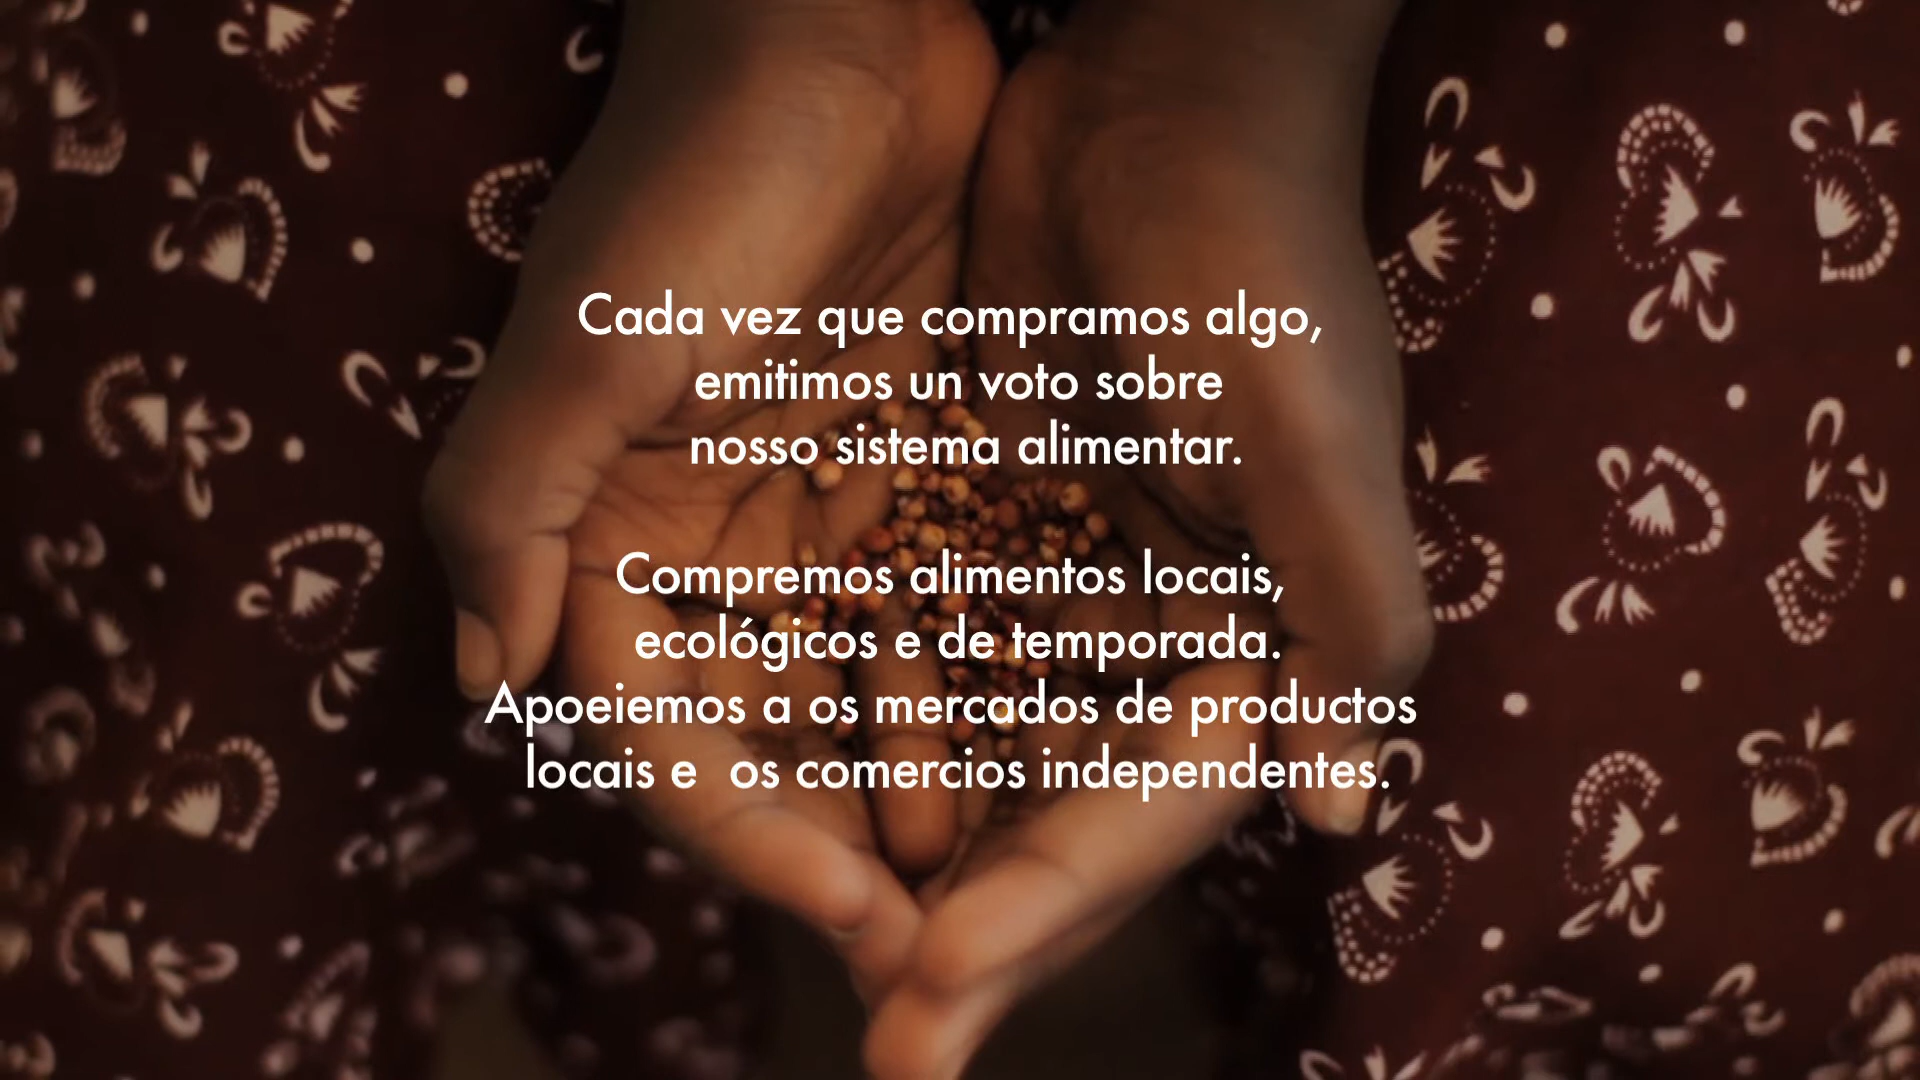 Cada vez que compramos algo,
emitimos un voto sobre
nosso sistema alimentar.
Compremos alimentos locais,
ecológicos e de temporada.
Apoeiemos a os mercados de productos
locais e os comercios independentes.